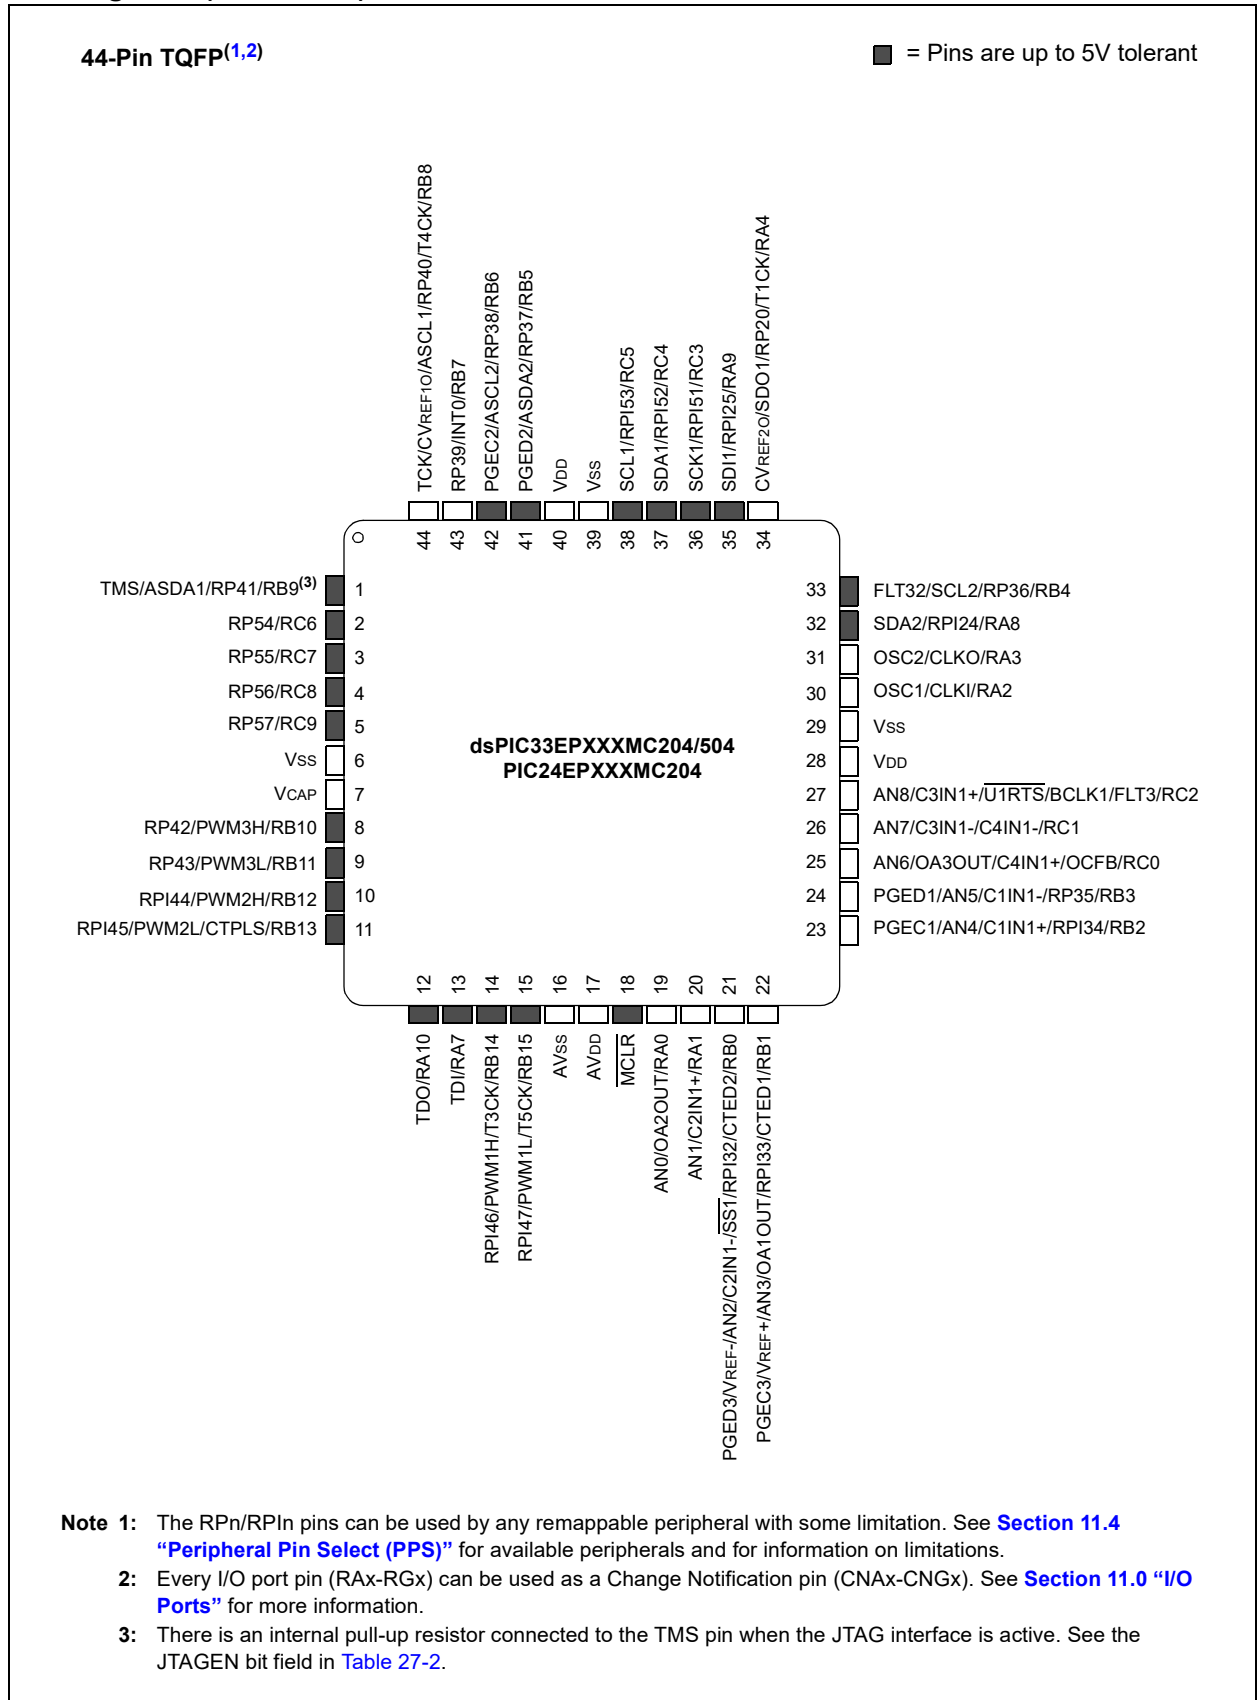 44-Pin TQFP(1,2)
= Pins are up to 5V tolerant
TCK/CVREF1O/ASCL1/RP40/T4CK/RB8
RP39/INT0/RB7
PGEC2/ASCL2/RP38/RB6
PGED2/ASDA2/RP37/RB5
VDD
VSS
SCL1/RPI53/RC5
SDA1/RPI52/RC4
SCK1/RPI51/RC3
SDI1/RPI25/RA9
CVREF2O/SDO1/RP20/T1CK/RA4
44
43
42
41
40
39
38
37
36
35
34
TMS/ASDA1/RP41/RB9(3) 1
RP54/RC6 2
RP55/RC7 3
RP56/RC8 4
RP57/RC9 5
VSS 6
VCAP 7
RP42/PWM3H/RB10 8
RP43/PWM3L/RB11 9
RPI44/PWM2H/RB12 10
RPI45/PWM2L/CTPLS/RB13 11
dsPIC33EPXXXMC204/504
PIC24EPXXXMC204
33 FLT32/SCL2/RP36/RB4
32 SDA2/RPI24/RA8
31 OSC2/CLKO/RA3
30 OSC1/CLKI/RA2
29 VSS
28 VDD
27 AN8/C3IN1+/U1RTS/BCLK1/FLT3/RC2
26 AN7/C3IN1-/C4IN1-/RC1
25 AN6/OA3OUT/C4IN1+/OCFB/RC0
24 PGED1/AN5/C1IN1-/RP35/RB3
23 PGEC1/AN4/C1IN1+/RPI34/RB2
12
13
14
15
16
17
18
19
20
21
22
TDO/RA10
TDI/RA7
RPI46/PWM1H/T3CK/RB14
RPI47/PWM1L/T5CK/RB15
AVSS
AVDD
MCLR
AN0/OA2OUT/RA0
AN1/C2IN1+/RA1
PGED3/VREF-/AN2/C2IN1-/SS1/RPI32/CTED2/RB0
PGEC3/VREF+/AN3/OA1OUT/RPI33/CTED1/RB1
Note 1: The RPn/RPIn pins can be used by any remappable peripheral with some limitation. See Section 11.4
“Peripheral Pin Select (PPS)” for available peripherals and for information on limitations.
2: Every I/O port pin (RAx-RGx) can be used as a Change Notification pin (CNAx-CNGx). See Section 11.0 “I/O
Ports” for more information.
3: There is an internal pull-up resistor connected to the TMS pin when the JTAG interface is active. See the
JTAGEN bit field in Table 27-2.